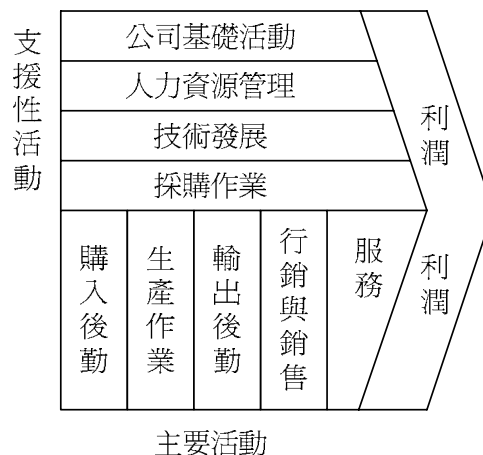 支援性活動
公司基礎活動
人力資源管理
技術發展
採購作業
利潤
購入後勤
生產作業
輸出後勤
行銷與銷售
服務
利潤
主要活動